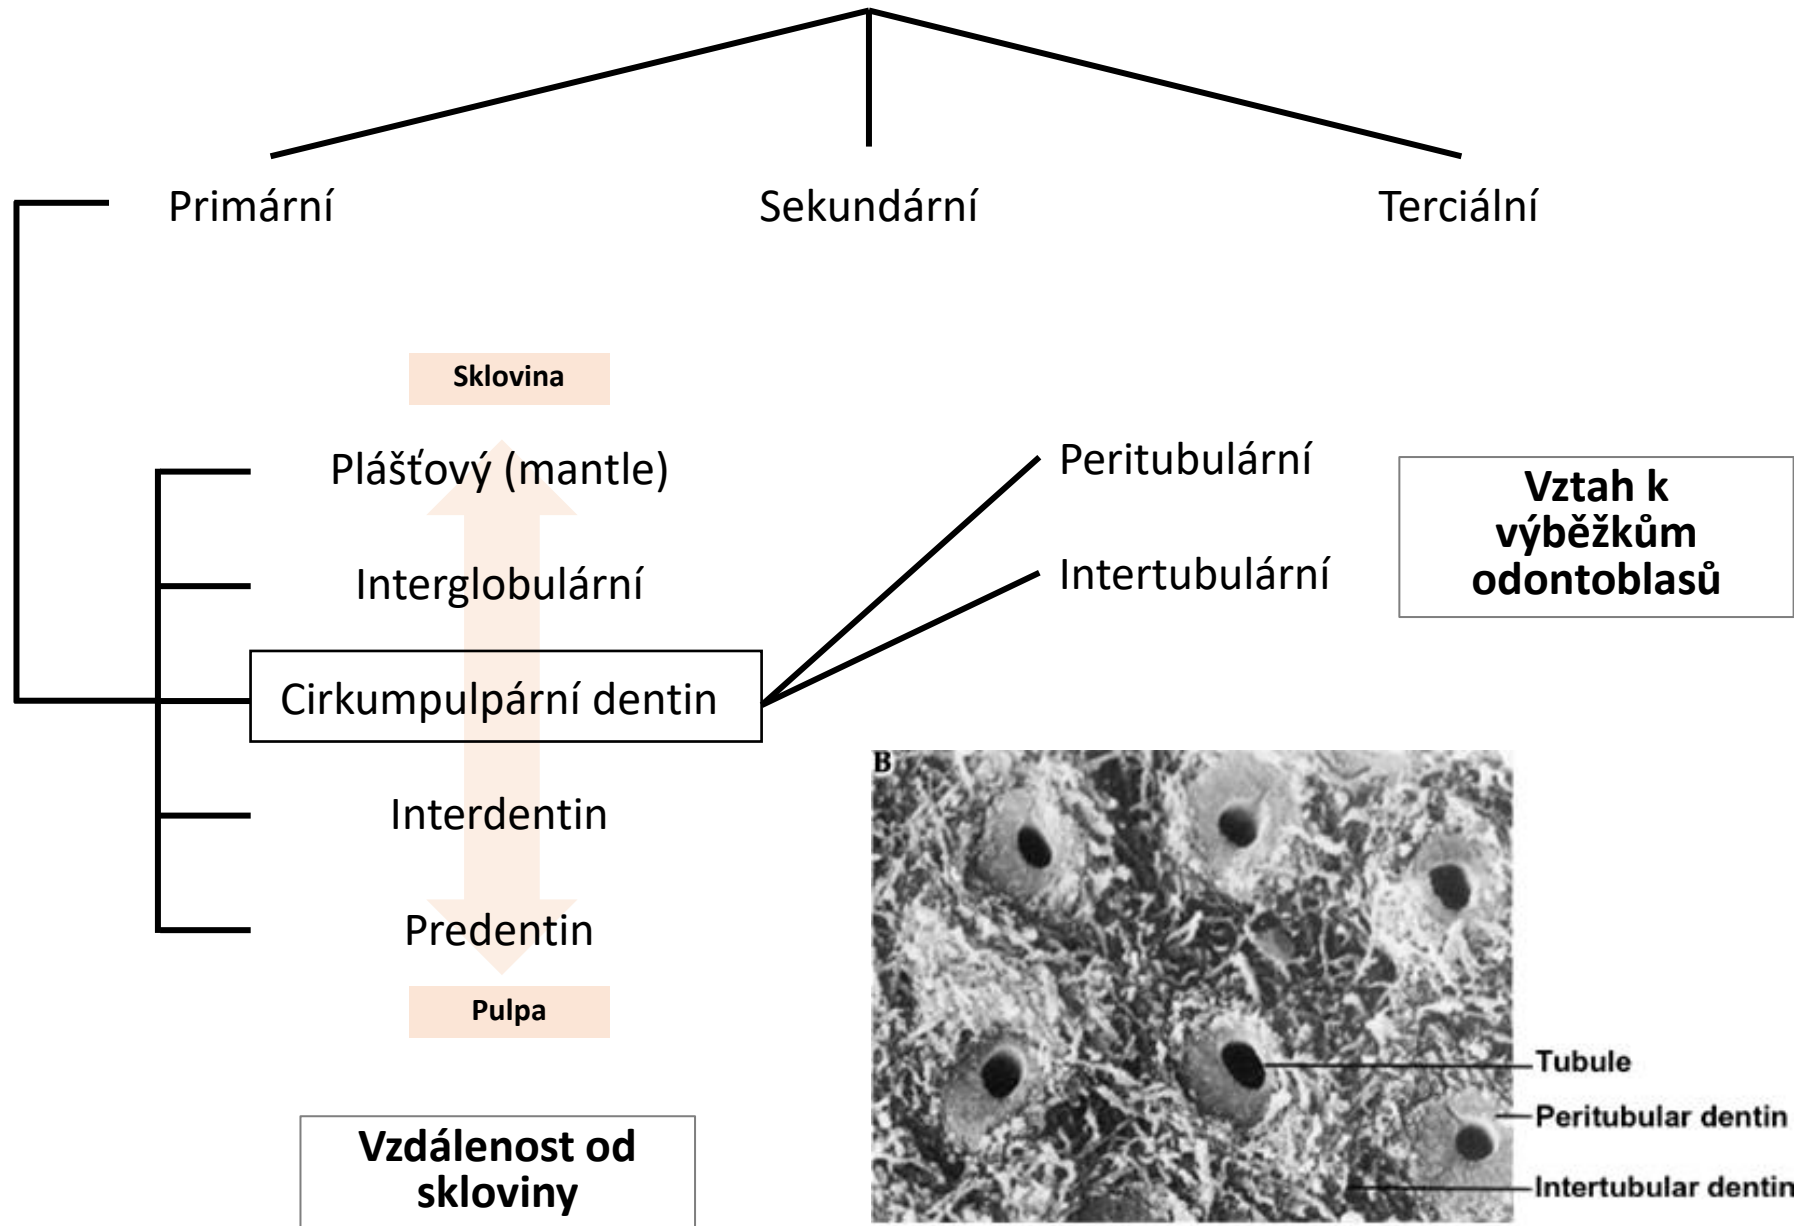 Primární
Sekundární
Terciální
Sklovina
Plášťový (mantle)
Interglobulární
Cirkumpulpární dentin
Interdentin
Predentin
Pulpa
Vzdálenost od
skloviny
Peritubulární
Intertubulární
Vztah k
výběžkům
odontoblasů
B
Tubule
Peritubular dentin
Intertubular dentin